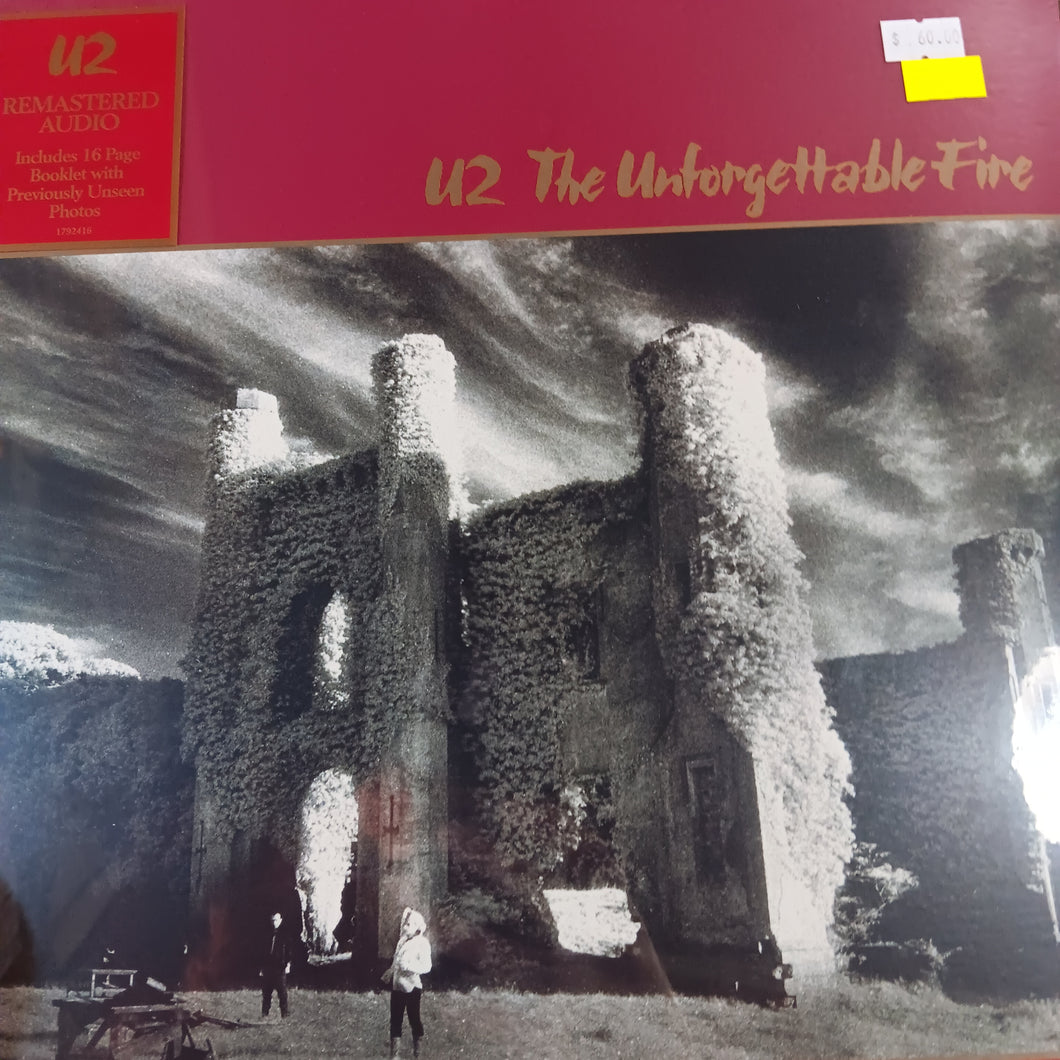 U2
REMASTERED
AUDIO
Includes 16 Page
Booklet with
Previously Unseen
Photos
1792416
$ 60.00
U2 The Unforgettable Fire